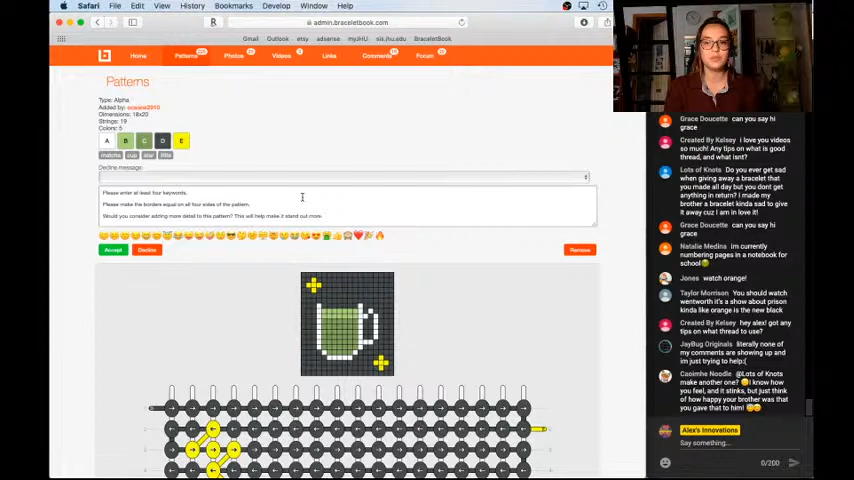 Safari File Edit View History Bookmarks Develop Window Help
admin.braceletbook.com
Gmail Outlook etsy adsense myJHU sis.jhu.edu BraceletBook
Home Patterns Photos Videos Links Comments Forum
Patterns
Type: Alpha
Added by: oceane2910
Dimensions: 18x20
Strings: 19
Colors: 5
A B C D E
matcha cup star little
Decline message:
Please enter at least four keywords.
Please make the borders equal on all four sides of the pattern.
Would you consider adding more detail to this pattern? This will help make it stand out more.
Accept Decline Remove
Grace Doucette can you say hi
grace
Created By Kelsey i love you videos
so much! Any tips on what is good
thread, and what isnt?
Lots of Knots Do you ever get sad
when giving away a bracelet that
you made all day but you dont get
anything in return? I made my
brother a bracelet kinda sad to give
it away cuz I am in love it!
Grace Doucette can you say hi
grace
Natalie Medina im currently
numbering pages in a notebook for
school
Jones watch orange!
Taylor Morrison You should watch
wentworth it's a show about prison
kinda like orange is the new black
Created By Kelsey hey alex! got any
tips on what thread to use?
JayBug Originals literally none of
my comments are showing up and
im just trying to help:(
Caoimhe Noodle @Lots of Knots
make another one? I know how
you feel, and it stinks, but just think
of how happy your brother was that
you gave that to him!
Alex's Innovations
Say something...
0/200